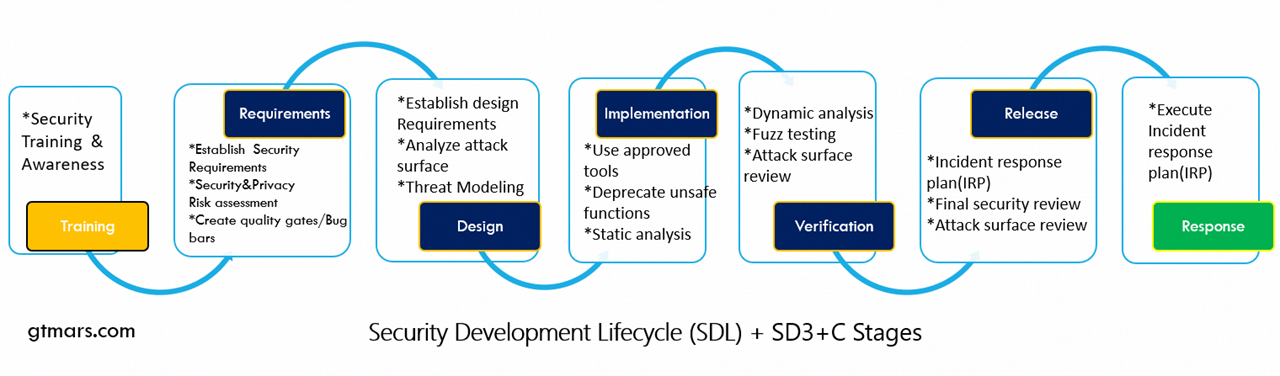 *Security
Training & 
Awareness
Training
Requirements
*Establish Security
Requirements
*Security&Privacy
Risk assessment
*Create quality gates/Bug
bars
*Establish design
Requirements
*Analyze attack
surface
*Threat Modeling
Design
Implementation
*Use approved
tools
*Deprecate unsafe
functions
*Static analysis
*Dynamic analysis
*Fuzz testing
*Attack surface
review
Verification
Release
*Incident response
plan(IRP)
*Final security review
*Attack surface review
*Execute
Incident
response
plan(IRP)
Response
gtmars.com
Security Development Lifecycle (SDL) + SD3+C Stages